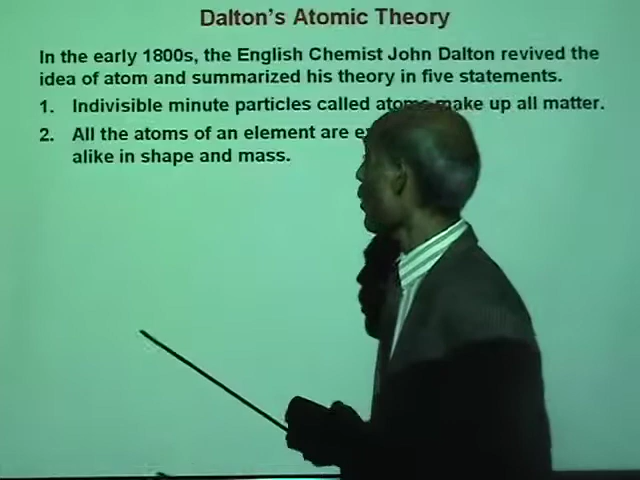 Dalton's Atomic Theory
In the early 1800s, the English Chemist John Dalton revived the
idea of atom and summarized his theory in five statements.
1. Indivisible minute particles called atoms make up all matter.
2. All the atoms of an element are
alike in shape and mass.